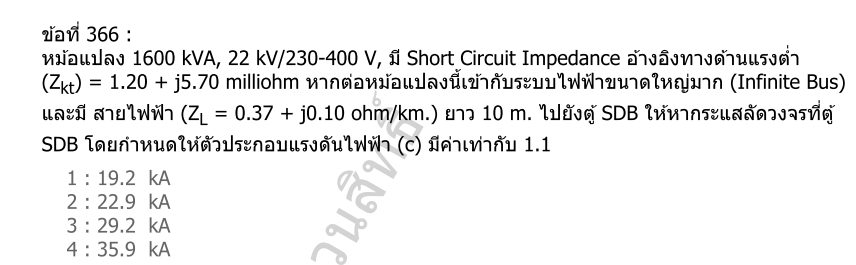 ข้อที่ 366 :
หม้อแปลง 1600 kVA, 22 kV/230-400 V, มี Short Circuit Impedance อ้างอิงทางด้านแรงต่ำ
(Zkt) = 1.20 + j5.70 milliohm หากต่อหม้อแปลงนี้เข้ากับระบบไฟฟ้าขนาดใหญ่มาก (Infinite Bus)
และมี สายไฟฟ้า (ZL = 0.37 + j0.10 ohm/km.) ยาว 10 m. ไปยังตู้ SDB ให้หากระแสลัดวงจรที่ตู้
SDB โดยกำหนดให้ตัวประกอบแรงดันไฟฟ้า (c) มีค่าเท่ากับ 1.1
1 : 19.2 kA
2 : 22.9 kA
3 : 29.2 kA
4 : 35.9 kA
วนสิทธิ์